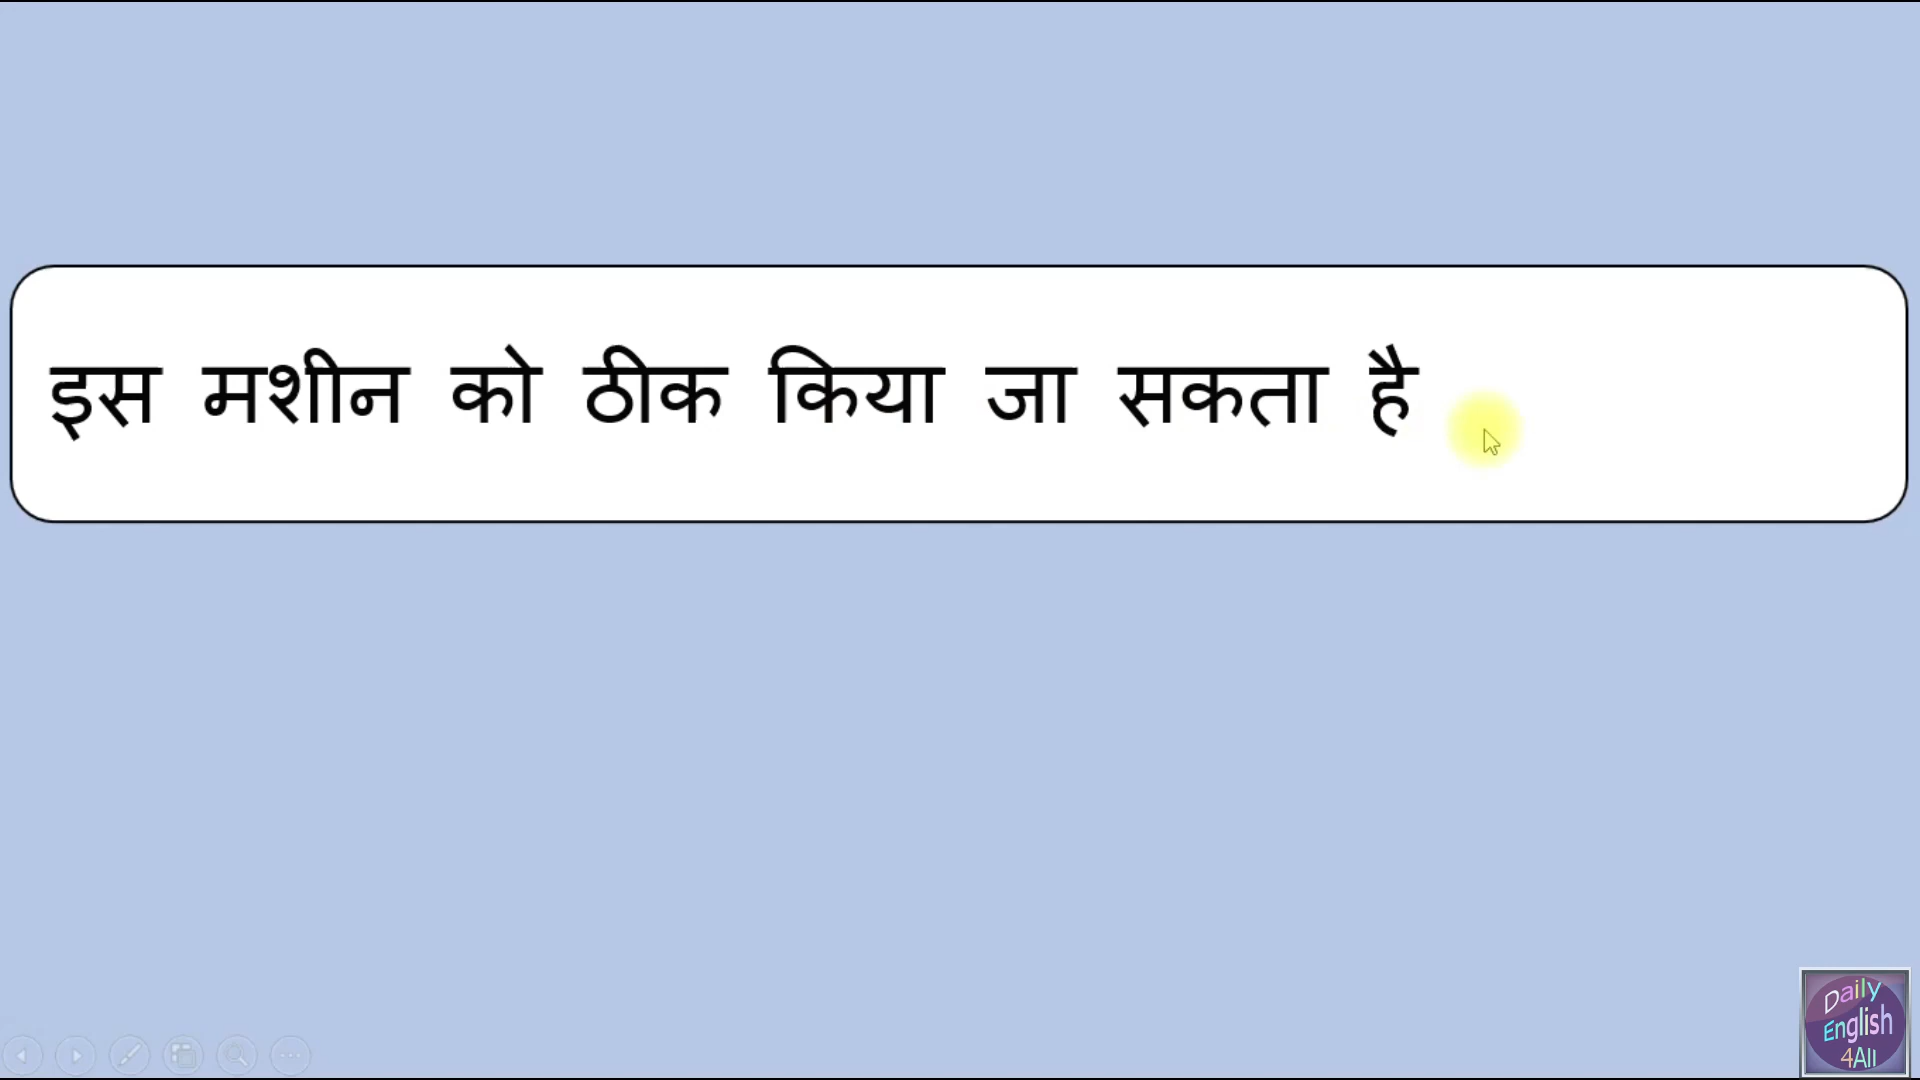 इस मशीन को ठीक किया जा सकता है
Daily
English
4All